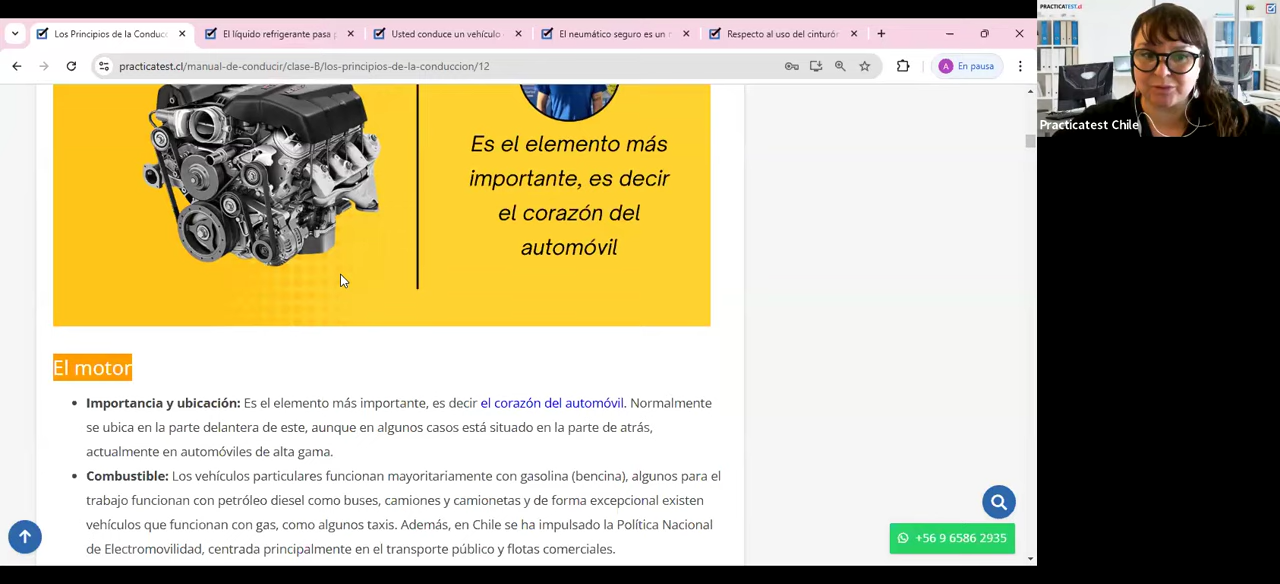 Los Principios de la Conducc
El líquido refrigerante pasa p
Usted conduce un vehículo
El neumático seguro es un r
Respecto al uso del cinturón
practicatest.cl/manual-de-conducir/clase-B/los-principios-de-la-conduccion/12
A En pausa
PRACTICATEST.cl
Practicatest Chile
Es el elemento más
importante, es decir
el corazón del
automóvil
El motor
Importancia y ubicación: Es el elemento más importante, es decir el corazón del automóvil. Normalmente
se ubica en la parte delantera de este, aunque en algunos casos está situado en la parte de atrás,
actualmente en automóviles de alta gama.
Combustible: Los vehículos particulares funcionan mayoritariamente con gasolina (bencina), algunos para el
trabajo funcionan con petróleo diesel como buses, camiones y camionetas y de forma excepcional existen
vehículos que funcionan con gas, como algunos taxis. Además, en Chile se ha impulsado la Política Nacional
de Electromovilidad, centrada principalmente en el transporte público y flotas comerciales.
+56 9 6586 2935